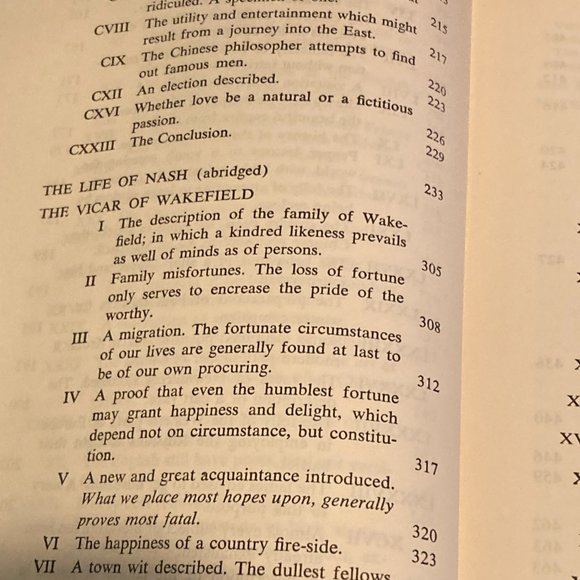 ridiculed. A specimen of one. 215
CVIII The utility and entertainment which might
result from a journey into the East. 217
CIX The Chinese philosopher attempts to find
out famous men. 220
CXII An election described. 223
CXVI Whether love be a natural or a fictitious
passion. 226
CXXIII The Conclusion. 229
THE LIFE OF NASH (abridged) 233
THE VICAR OF WAKEFIELD
I The description of the family of Wake-
field; in which a kindred likeness prevails
as well of minds as of persons. 305
II Family misfortunes. The loss of fortune
only serves to encrease the pride of the
worthy. 308
III A migration. The fortunate circumstances
of our lives are generally found at last to
be of our own procuring. 312
IV A proof that even the humblest fortune
may grant happiness and delight, which
depend not on circumstance, but constitu-
tion. 317
V A new and great acquaintance introduced.
What we place most hopes upon, generally
proves most fatal. 320
VI The happiness of a country fire-side. 323
VII A town wit described. The dullest fellows